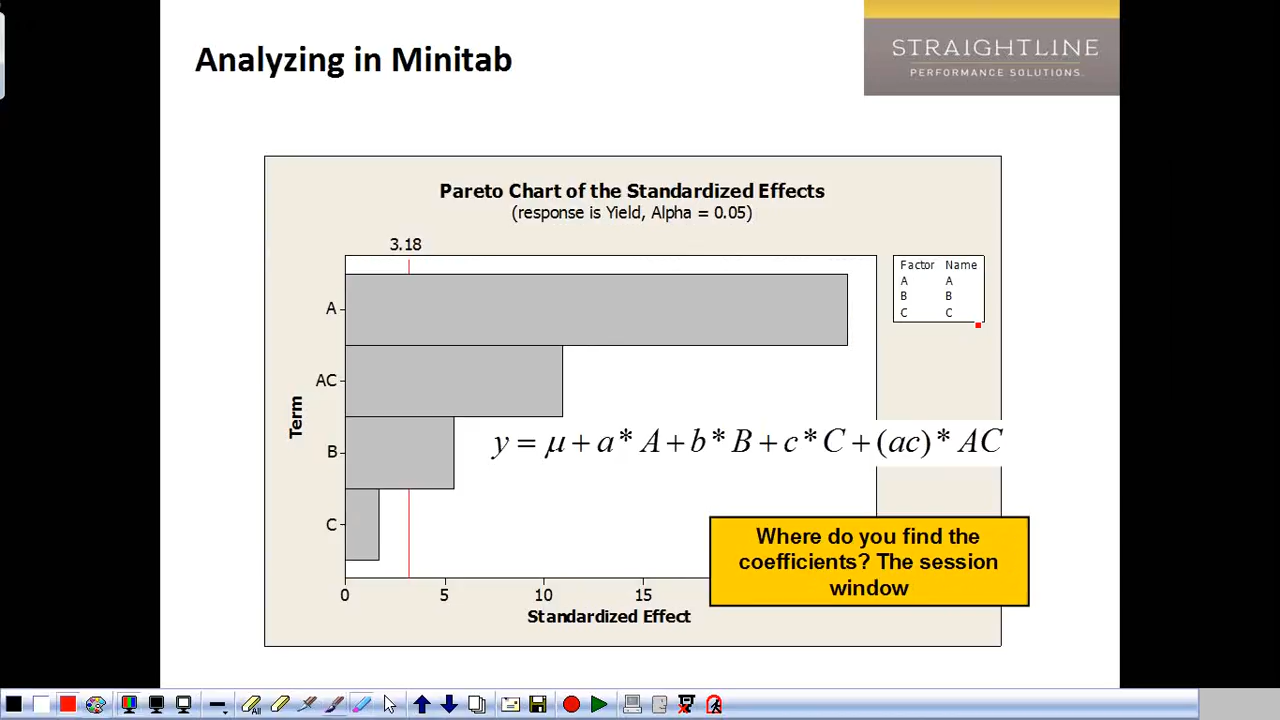 Analyzing in Minitab
STRAIGHTLINE
PERFORMANCE SOLUTIONS.
Pareto Chart of the Standardized Effects
(response is Yield, Alpha = 0.05)
3.18
Factor Name
A A
B B
C C
A
AC
B
C
Term
y = μ + a* A + b* B + c* C + (ac)* AC
Where do you find the
coefficients? The session
window
0 5 10 15
Standardized Effect
All